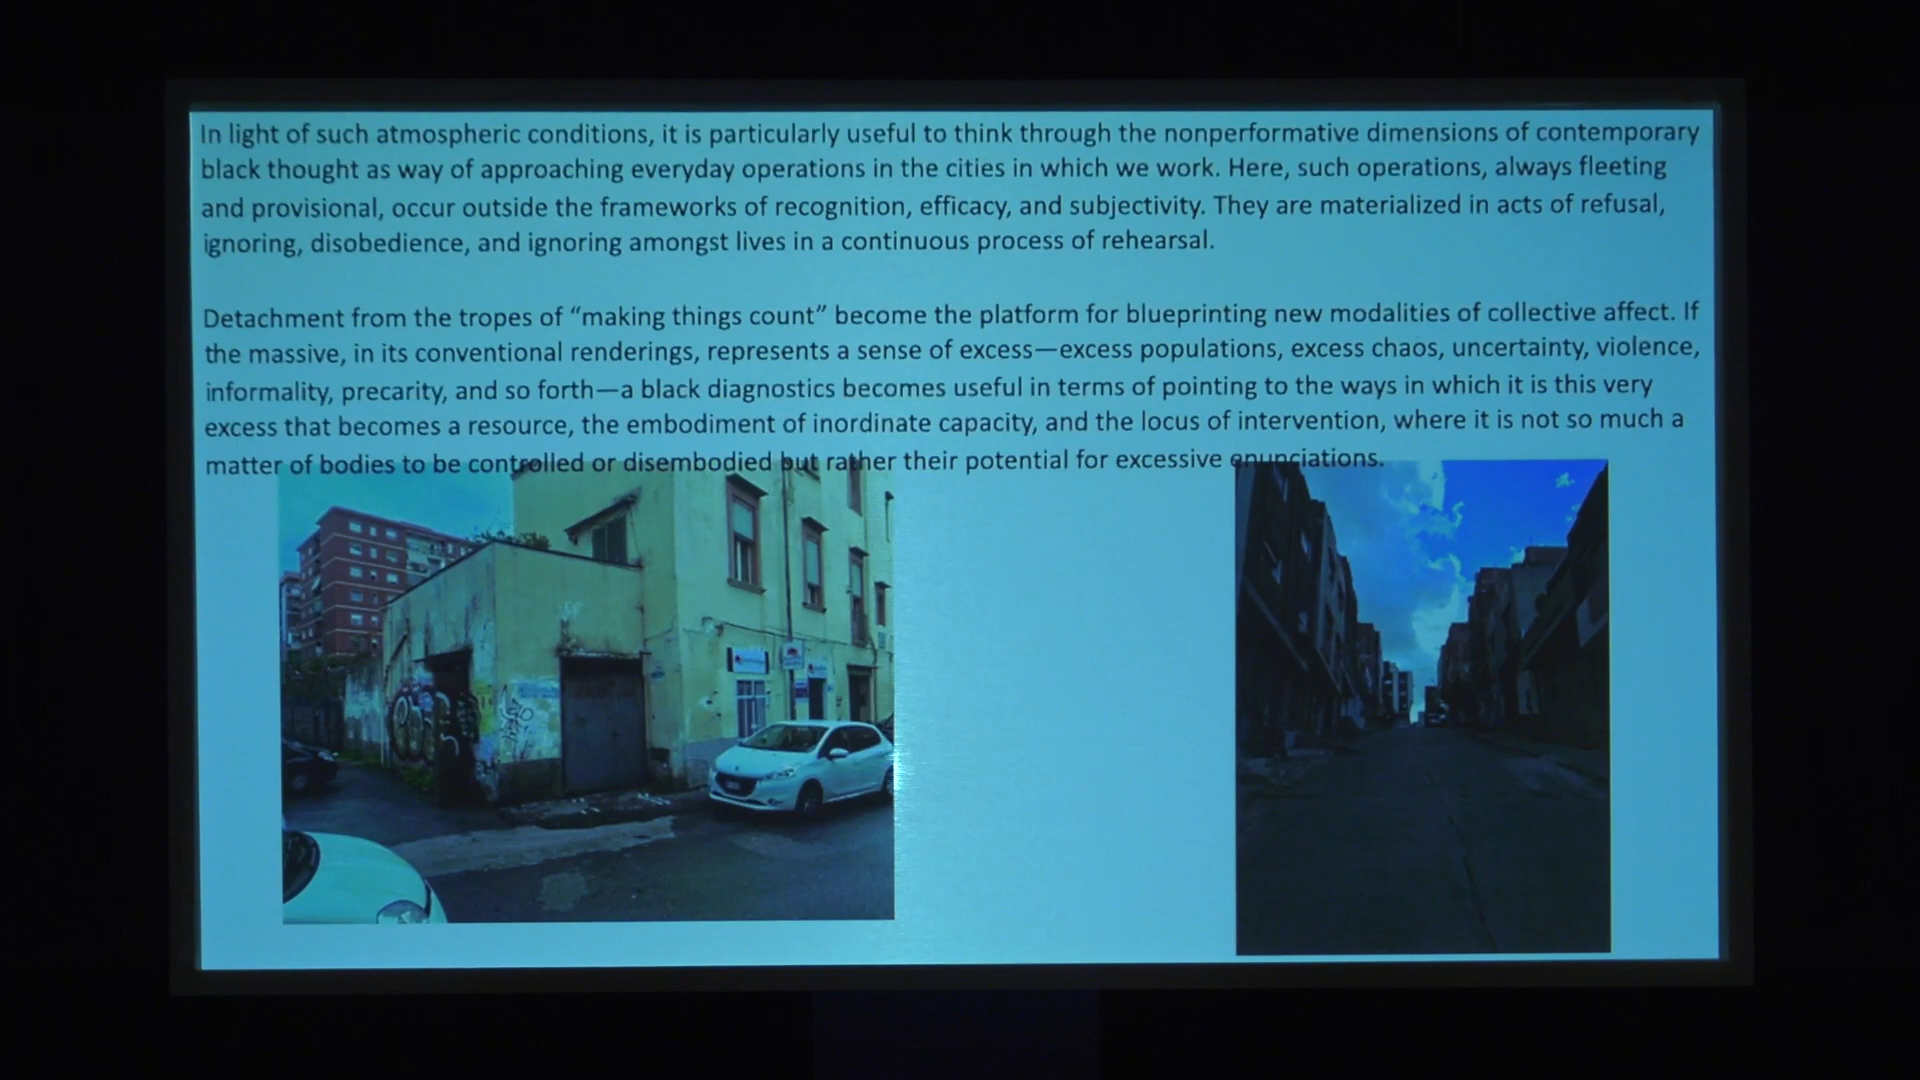 In light of such atmospheric conditions, it is particularly useful to think through the nonperformative dimensions of contemporary
black thought as way of approaching everyday operations in the cities in which we work. Here, such operations, always fleeting
and provisional, occur outside the frameworks of recognition, efficacy, and subjectivity. They are materialized in acts of refusal,
ignoring, disobedience, and ignoring amongst lives in a continuous process of rehearsal.
Detachment from the tropes of “making things count” become the platform for blueprinting new modalities of collective affect. If
the massive, in its conventional renderings, represents a sense of excess—excess populations, excess chaos, uncertainty, violence,
informality, precarity, and so forth—a black diagnostics becomes useful in terms of pointing to the ways in which it is this very
excess that becomes a resource, the embodiment of inordinate capacity, and the locus of intervention, where it is not so much a
matter of bodies to be controlled or disembodied but rather their potential for excessive enunciations.